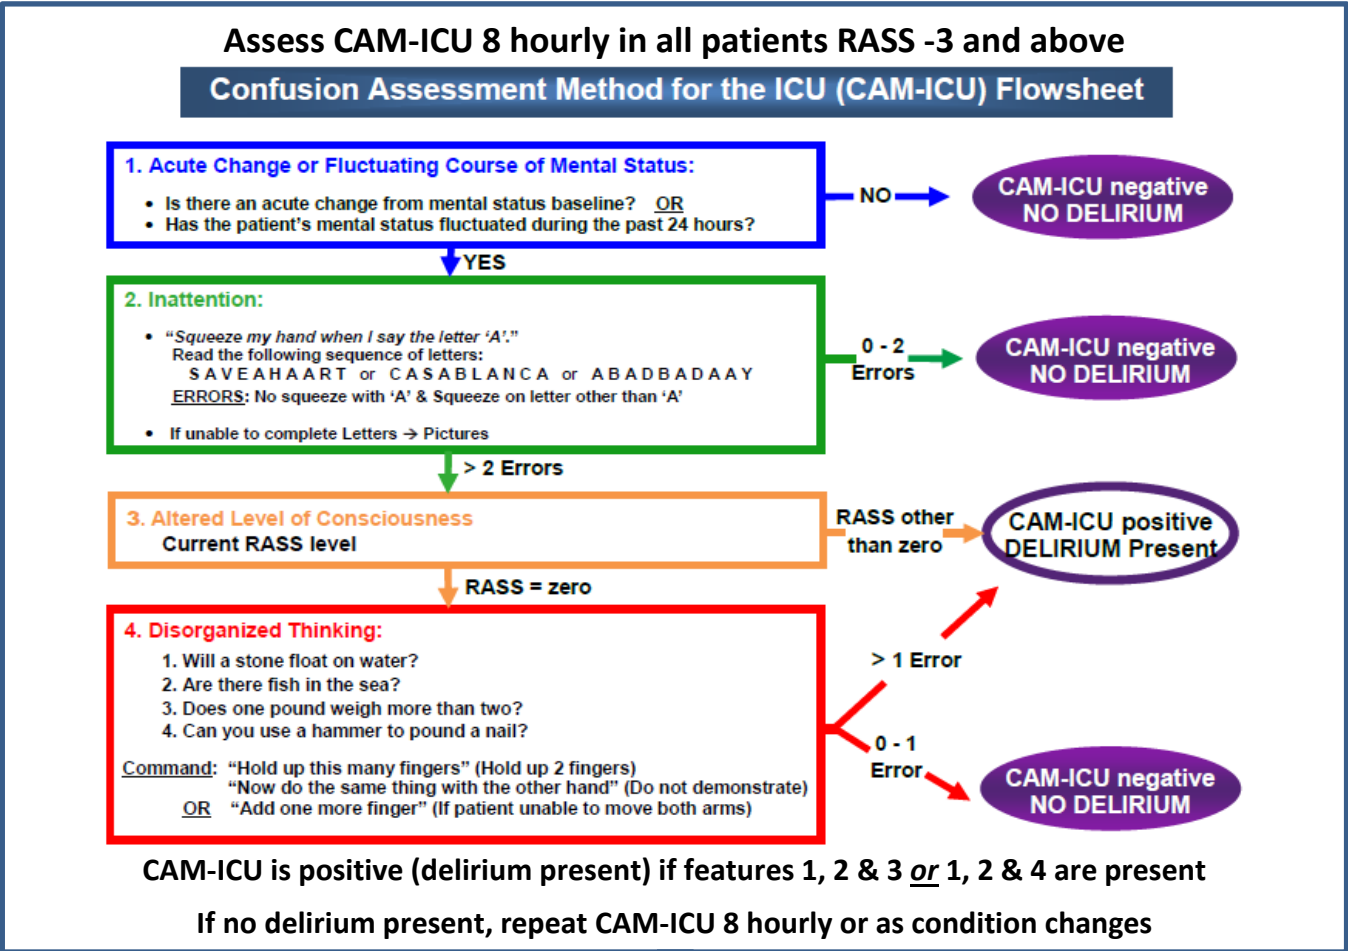 Assess CAM-ICU 8 hourly in all patients RASS -3 and above
Confusion Assessment Method for the ICU (CAM-ICU) Flowsheet
1. Acute Change or Fluctuating Course of Mental Status:
• Is there an acute change from mental status baseline? OR
• Has the patient’s mental status fluctuated during the past 24 hours?
NO
CAM-ICU negative
NO DELIRIUM
YES
2. Inattention:
• “Squeeze my hand when I say the letter ‘A’.”
Read the following sequence of letters:
S A V E A H A A R T or C A S A B L A N C A or A B A D B A D A A Y
ERRORS: No squeeze with ‘A’ & Squeeze on letter other than ‘A’
• If unable to complete Letters → Pictures
0 - 2
Errors
CAM-ICU negative
NO DELIRIUM
> 2 Errors
3. Altered Level of Consciousness
Current RASS level
RASS other
than zero
CAM-ICU positive
DELIRIUM Present
RASS = zero
4. Disorganized Thinking:
1. Will a stone float on water?
2. Are there fish in the sea?
3. Does one pound weigh more than two?
4. Can you use a hammer to pound a nail?
Command: “Hold up this many fingers” (Hold up 2 fingers)
“Now do the same thing with the other hand” (Do not demonstrate)
OR “Add one more finger” (If patient unable to move both arms)
> 1 Error
0 - 1
Error
CAM-ICU negative
NO DELIRIUM
CAM-ICU is positive (delirium present) if features 1, 2 & 3 or 1, 2 & 4 are present
If no delirium present, repeat CAM-ICU 8 hourly or as condition changes